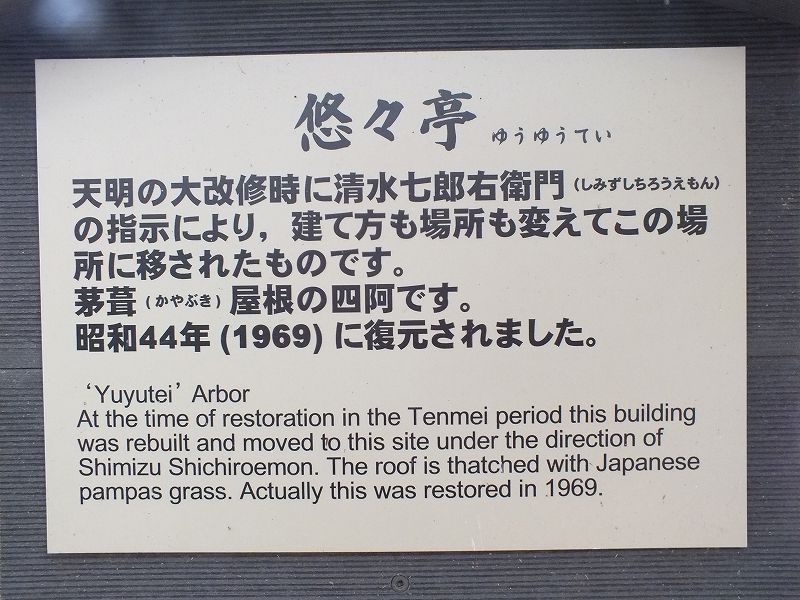 悠々亭 ゆうゆうてい
天明の大改修時に清水七郎右衛門(しみずしちろうえもん)
の指示により，建て方も場所も変えてこの場
所に移されたものです。
茅葺(かやぶき)屋根の四阿です。
昭和44年(1969)に復元されました。
‘Yuyutei’ Arbor
At the time of restoration in the Tenmei period this building
was rebuilt and moved to this site under the direction of
Shimizu Shichiroemon. The roof is thatched with Japanese
pampas grass. Actually this was restored in 1969.